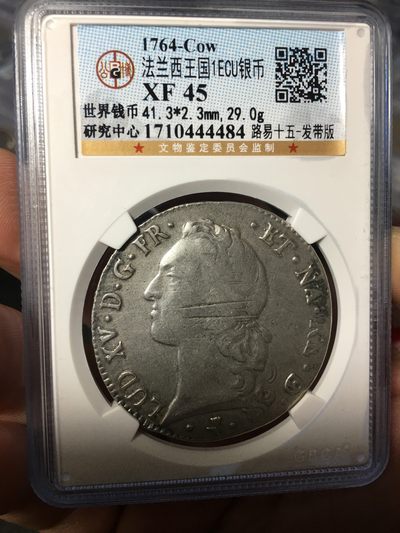 1764-Cow
法兰西王国1ECU银币
XF 45
世界钱币 41.3*2.3mm,29.0g
研究中心 1710444484 路易十五-发带版
★ 文物鉴定委员会监制 ★
LUD·XV·D·G·FR· ·ET·NAV·RE